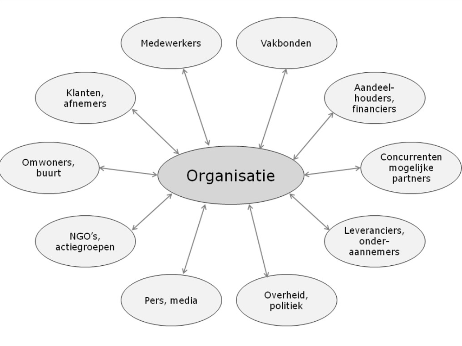 Medewerkers
Vakbonden
Klanten,
afnemers
Aandeel-
houders,
financiers
Omwoners,
buurt
Organisatie
Concurrenten
mogelijke
partners
NGO's,
actiegroepen
Leveranciers,
onder-
aannemers
Pers, media
Overheid,
politiek